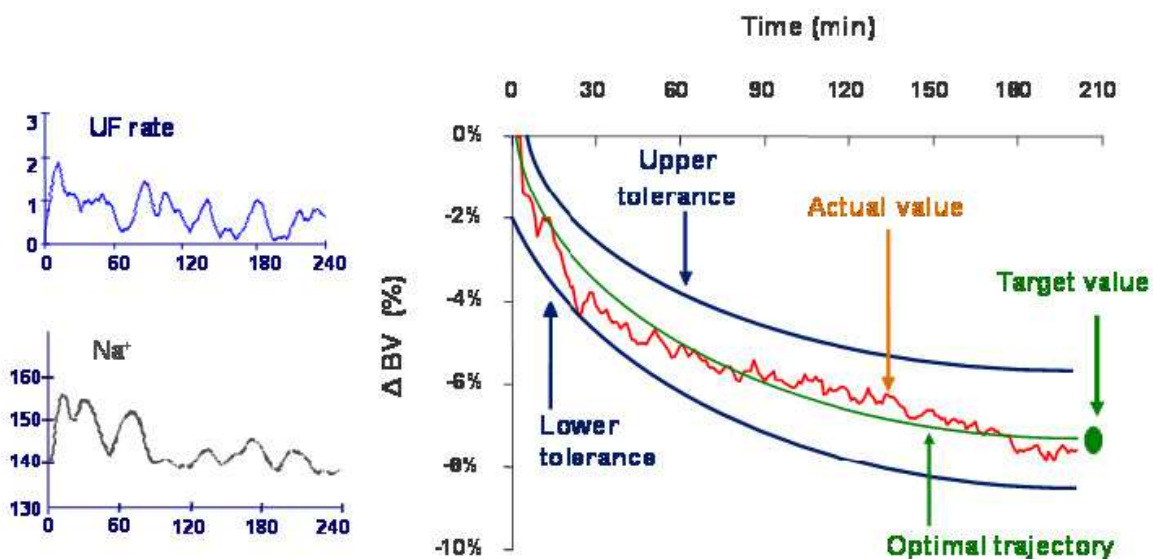 3
2
1
0
UF rate
0 60 120 180 240
Na+
160
150
140
130
0 60 120 180 240
Time (min)
0 30 60 90 120 150 180 210
0%
-2%
-4%
-6%
-8%
-10%
Δ BV (%)
Upper
tolerance
Actual value
Target value
Lower
tolerance
Optimal trajectory